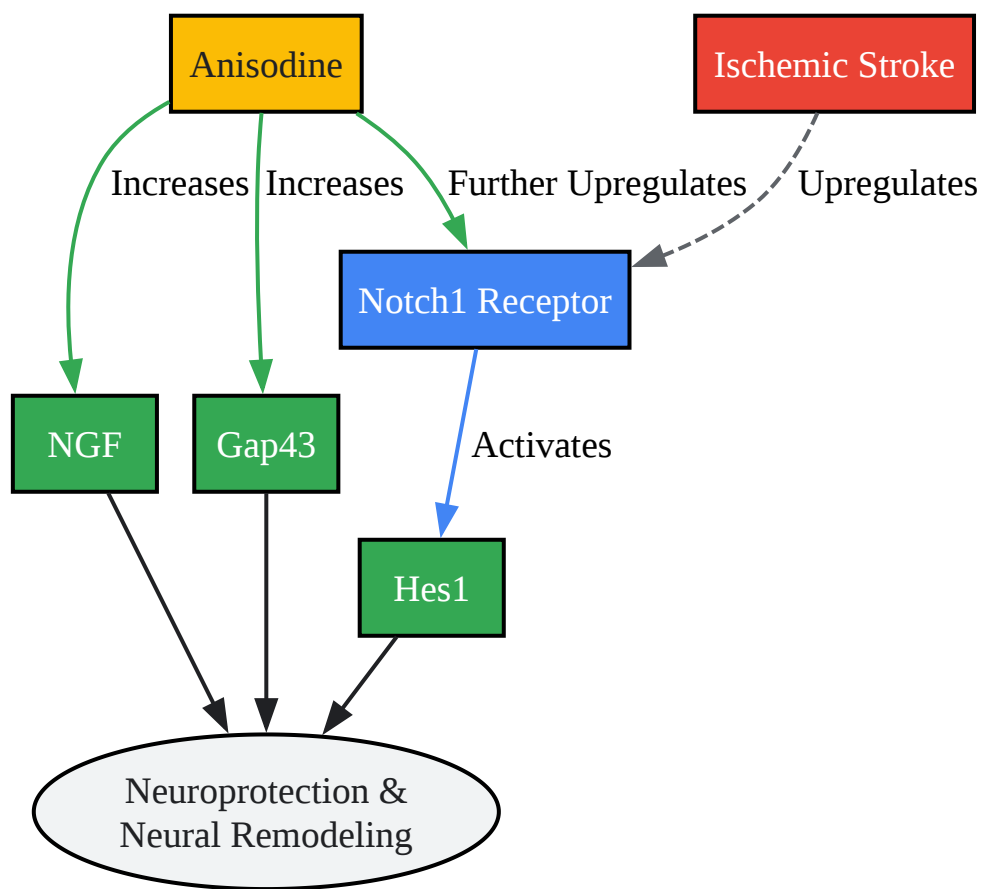 Anisodine
Ischemic Stroke
Increases
Increases
Further Upregulates
Upregulates
Notch1 Receptor
NGF
Gap43
Activates
Hes1
Neuroprotection &
Neural Remodeling